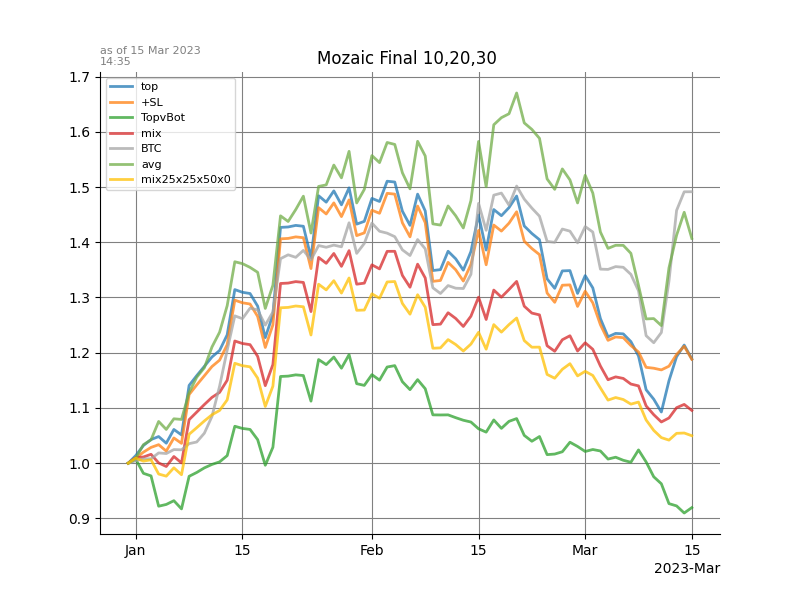 as of 15 Mar 2023
14:35
Mozaic Final 10,20,30
1.7
1.6
1.5
1.4
1.3
1.2
1.1
1.0
0.9
top
+SL
TopvBot
mix
BTC
avg
mix25x25x50x0
Jan 15 Feb 15 Mar 15
2023-Mar